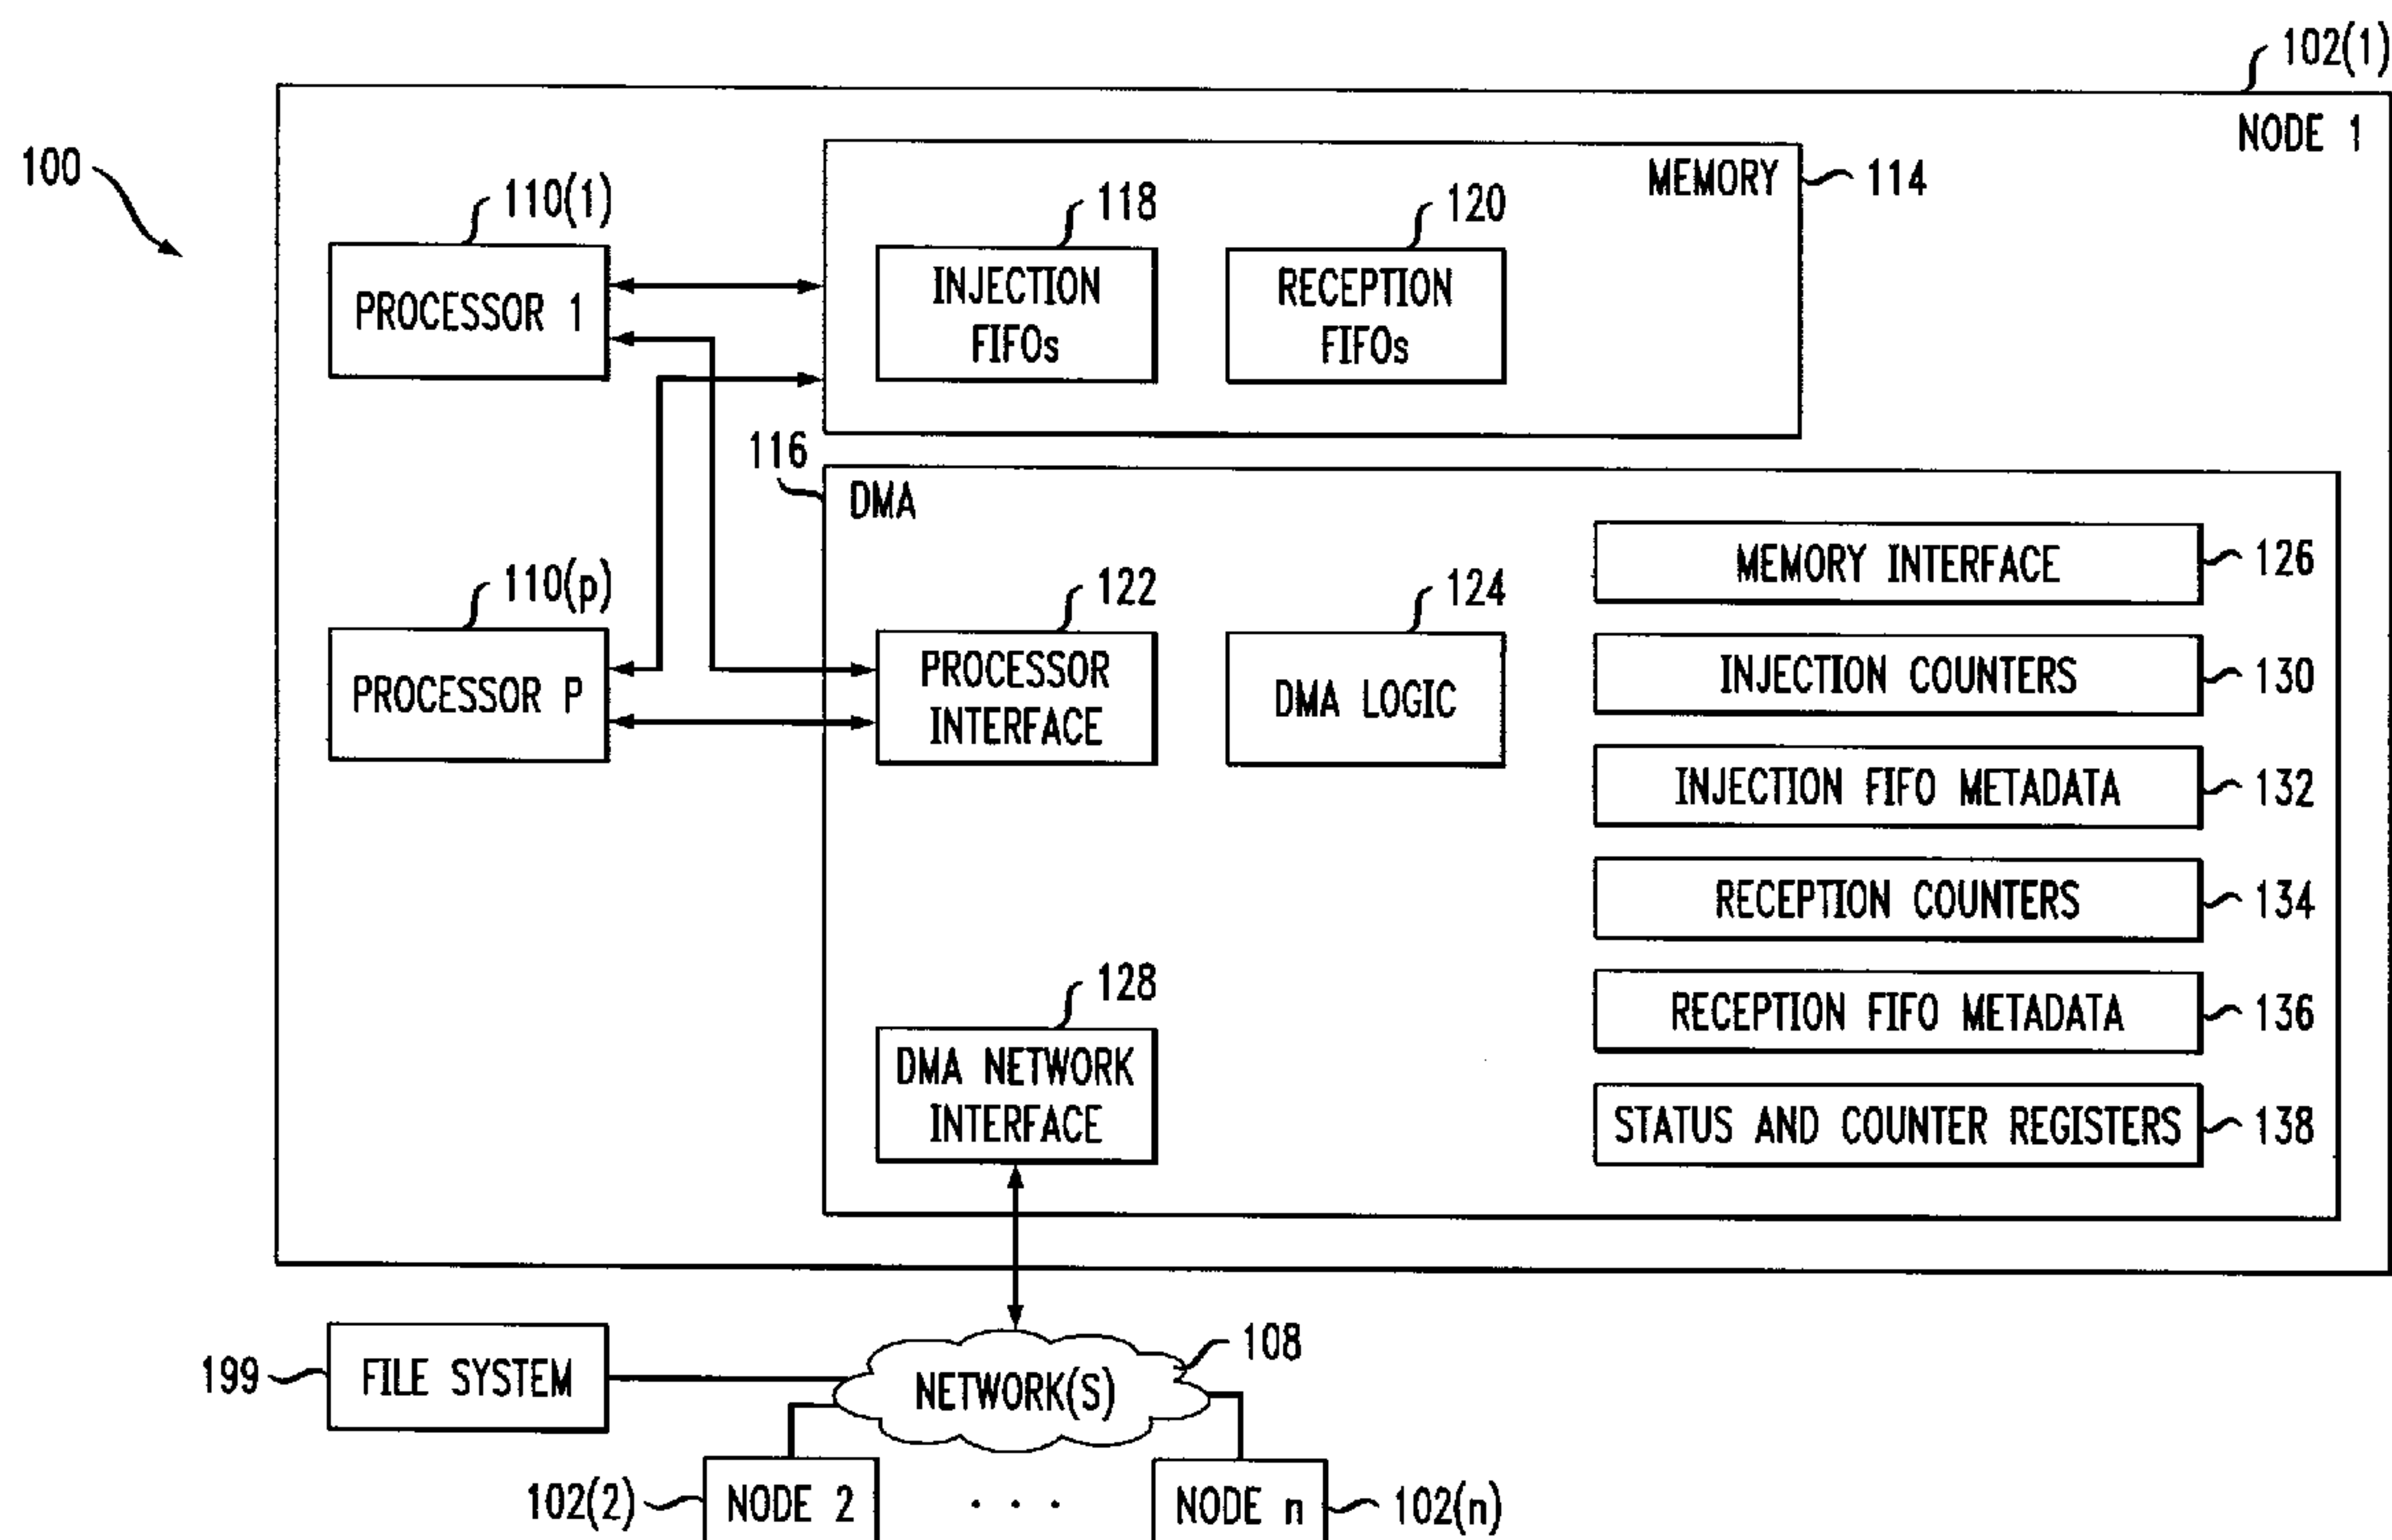 102(1)
NODE 1
100
MEMORY
114
110(1)
118
120
PROCESSOR 1
INJECTION
FIFOs
RECEPTION
FIFOs
116
DMA
110(p)
122
124
MEMORY INTERFACE
126
PROCESSOR P
PROCESSOR
INTERFACE
DMA LOGIC
INJECTION COUNTERS
130
INJECTION FIFO METADATA
132
RECEPTION COUNTERS
134
128
RECEPTION FIFO METADATA
136
DMA NETWORK
INTERFACE
STATUS AND COUNTER REGISTERS
138
199
FILE SYSTEM
NETWORK(S)
108
102(2)
NODE 2
. . .
NODE n
102(n)